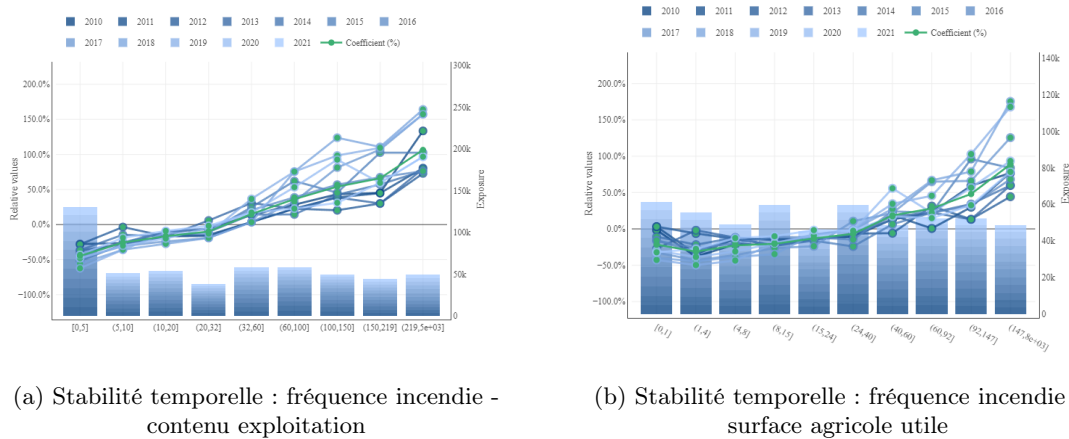 2010 2011 2012 2013 2014 2015 2016
2017 2018 2019 2020 2021 Coefficient (%)
Relative values
200.0%
150.0%
100.0%
50.0%
0.0%
−50.0%
−100.0%
300k
250k
200k
150k
100k
50k
0
Exposure
[0,5] (5,10] (10,20] (20,32] (32,60] (60,100] (100,150] (150,219] (219,5e+03]
(a) Stabilité temporelle : fréquence incendie -
contenu exploitation
2010 2011 2012 2013 2014 2015 2016
2017 2018 2019 2020 2021 Coefficient (%)
Relative values
200.0%
150.0%
100.0%
50.0%
0.0%
−50.0%
−100.0%
140k
120k
100k
80k
60k
40k
20k
0
Exposure
[0,1] (1,4] (4,8] (8,15] (15,24] (24,40] (40,60] (60,92] (92,147] (147,8e+03]
(b) Stabilité temporelle : fréquence incendie
surface agricole utile